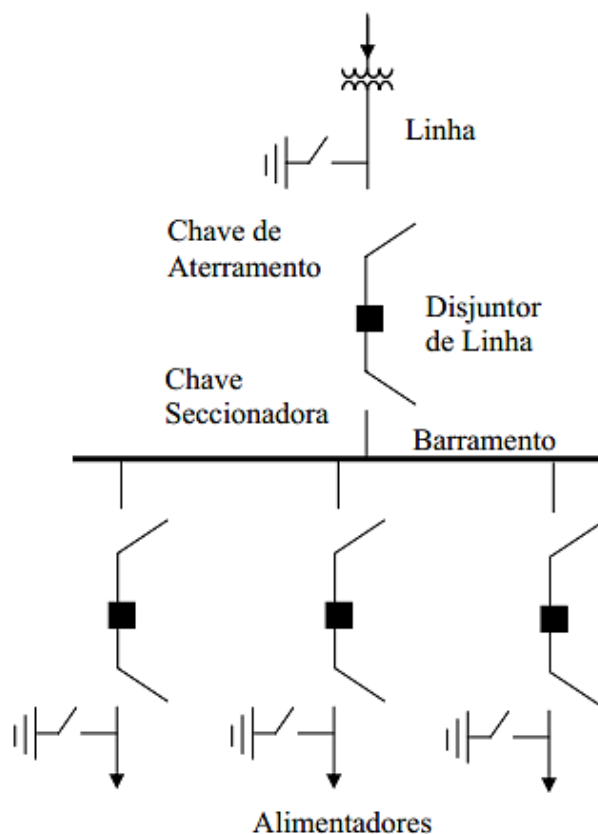 Linha
Chave de
Aterramento
Disjuntor
de Linha
Chave
Seccionadora
Barramento
Alimentadores